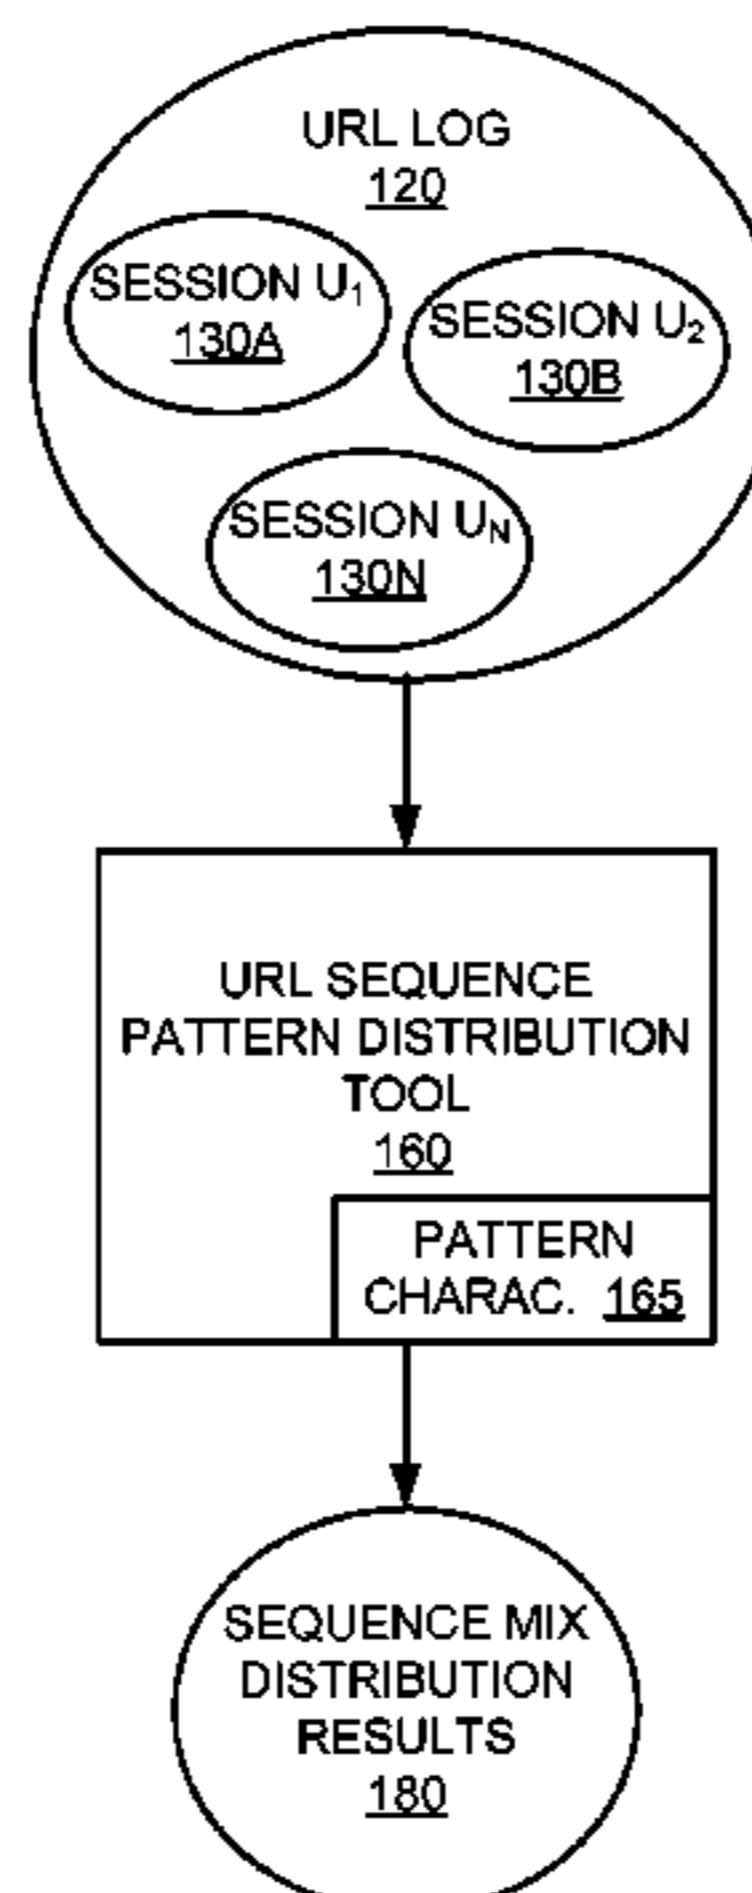 URL LOG
120
SESSION U₁
130A
SESSION U₂
130B
SESSION U_N
130N
URL SEQUENCE
PATTERN DISTRIBUTION
TOOL
160
PATTERN
CHARAC. 165
SEQUENCE MIX
DISTRIBUTION
RESULTS
180